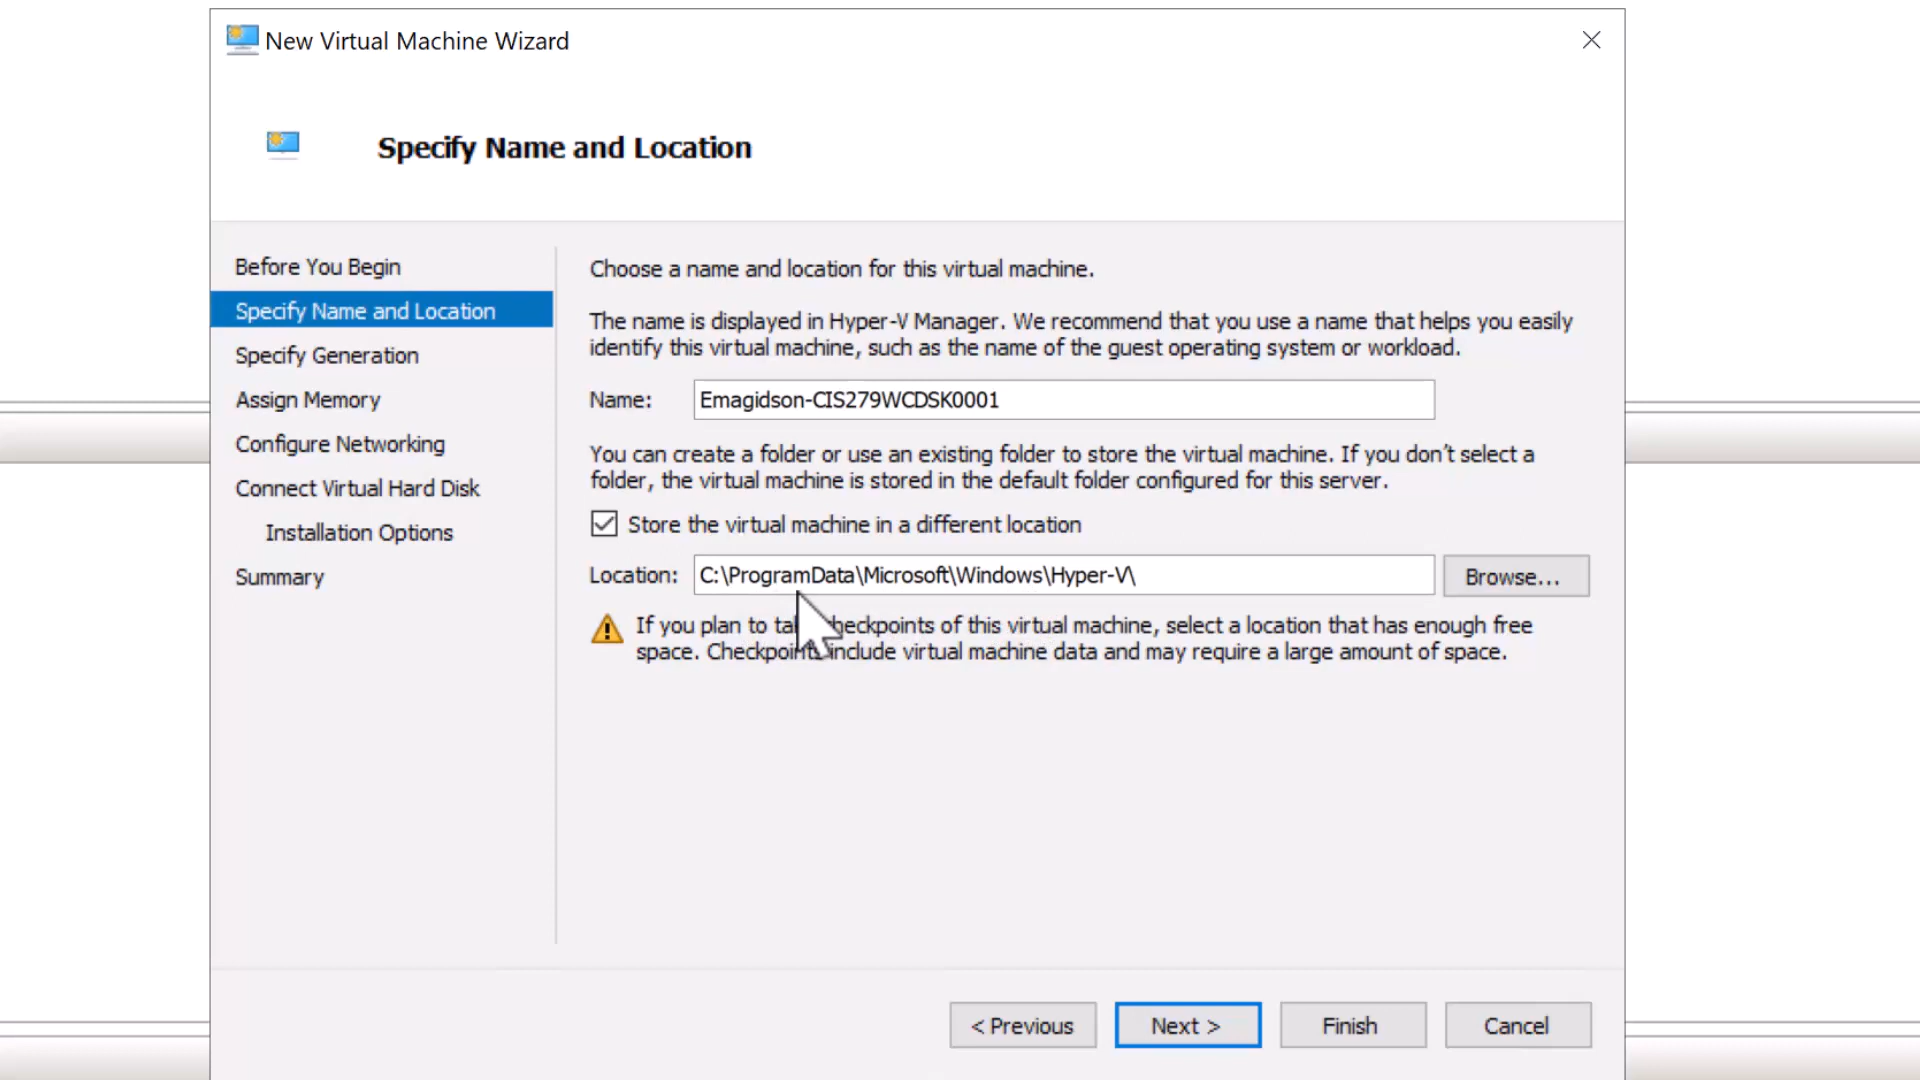 New Virtual Machine Wizard
Specify Name and Location
Before You Begin
Specify Name and Location
Specify Generation
Assign Memory
Configure Networking
Connect Virtual Hard Disk
Installation Options
Summary
Choose a name and location for this virtual machine.
The name is displayed in Hyper-V Manager. We recommend that you use a name that helps you easily
identify this virtual machine, such as the name of the guest operating system or workload.
Name: Emagidson-CIS279WCDSK0001
You can create a folder or use an existing folder to store the virtual machine. If you don't select a
folder, the virtual machine is stored in the default folder configured for this server.
Store the virtual machine in a different location
Location: C:\ProgramData\Microsoft\Windows\Hyper-V\ Browse...
If you plan to take checkpoints of this virtual machine, select a location that has enough free
space. Checkpoints include virtual machine data and may require a large amount of space.
< Previous Next > Finish Cancel